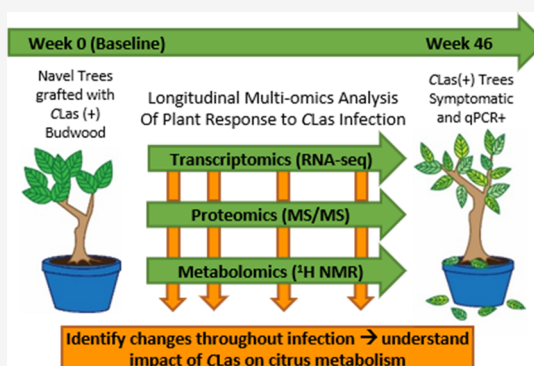 Week 0 (Baseline)
Week 46
Navel Trees
grafted with
CLas (+)
Budwood
Longitudinal Multi-omics Analysis
Of Plant Response to CLas Infection
CLas(+) Trees
Symptomatic
and qPCR+
Transcriptomics (RNA-seq)
Proteomics (MS/MS)
Metabolomics (¹H NMR)
Identify changes throughout infection → understand
impact of CLas on citrus metabolism